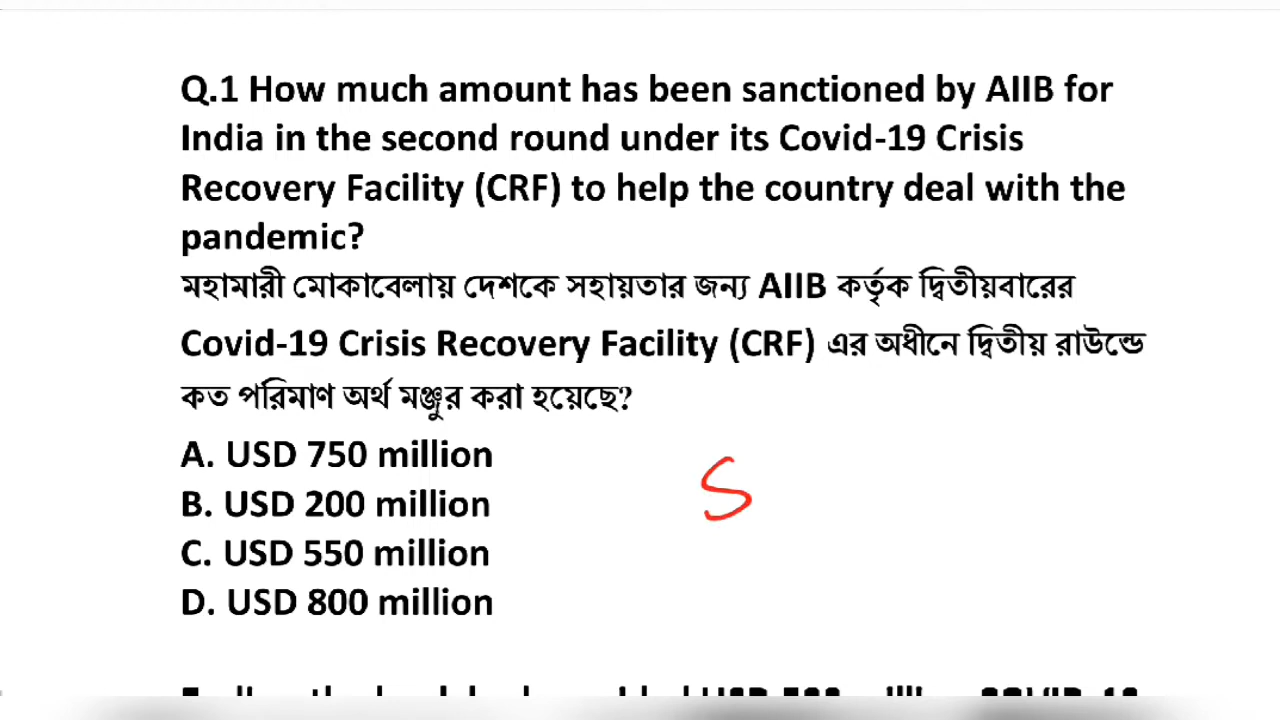 Q.1 How much amount has been sanctioned by AIIB for
India in the second round under its Covid-19 Crisis
Recovery Facility (CRF) to help the country deal with the
pandemic?
মহামারী মোকাবেলায় দেশকে সহায়তার জন্য AIIB কর্তৃক দ্বিতীয়বারের
Covid-19 Crisis Recovery Facility (CRF) এর অধীনে দ্বিতীয় রাউন্ডে
কত পরিমাণ অর্থ মঞ্জুর করা হয়েছে?
A. USD 750 million
B. USD 200 million
S
C. USD 550 million
D. USD 800 million